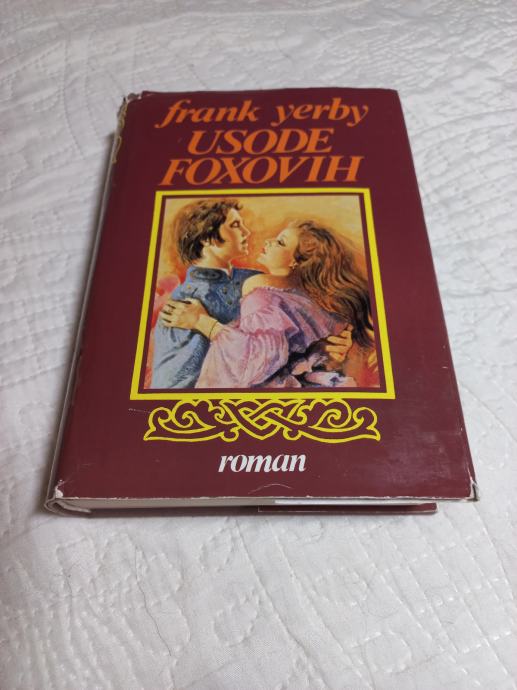 frank yerby
USODE
FOXOVIH
roman